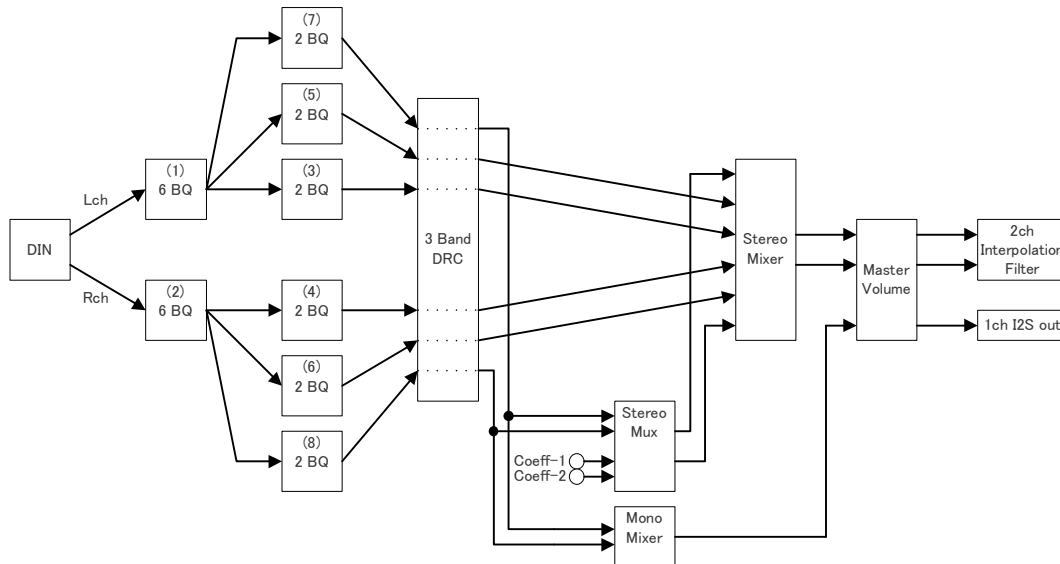 (7)
2 BQ
(5)
2 BQ
(1)
6 BQ
(3)
2 BQ
Lch
DIN
Rch
(2)
6 BQ
(4)
2 BQ
(6)
2 BQ
(8)
2 BQ
3 Band
DRC
Stereo
Mixer
Master
Volume
2ch
Interpolation
Filter
1ch I2S out
Stereo
Mux
Coeff-1
Coeff-2
Mono
Mixer